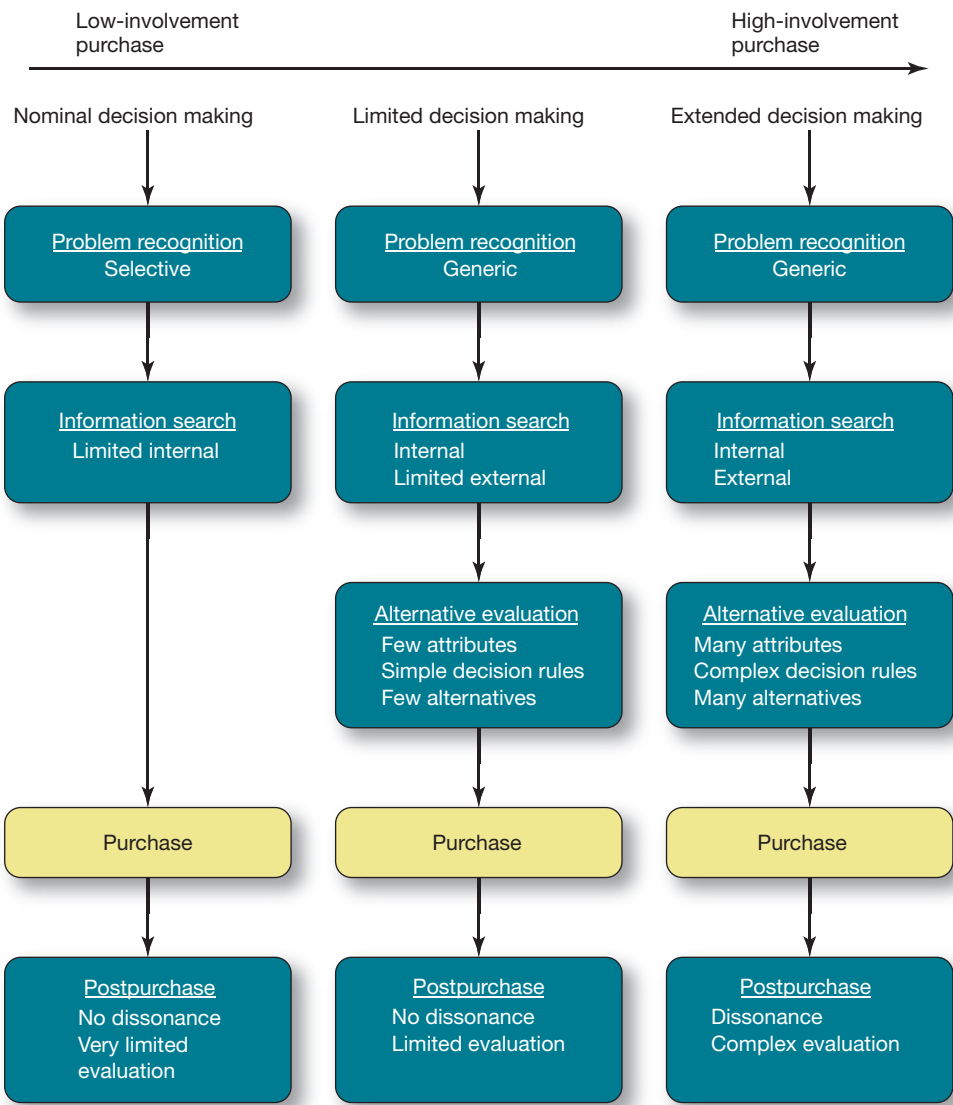 Low-involvement
purchase
High-involvement
purchase
Nominal decision making
Limited decision making
Extended decision making
Problem recognition
Selective
Problem recognition
Generic
Problem recognition
Generic
Information search
Limited internal
Information search
Internal
Limited external
Information search
Internal
External
Alternative evaluation
Few attributes
Simple decision rules
Few alternatives
Alternative evaluation
Many attributes
Complex decision rules
Many alternatives
Purchase
Purchase
Purchase
Postpurchase
No dissonance
Very limited
evaluation
Postpurchase
No dissonance
Limited evaluation
Postpurchase
Dissonance
Complex evaluation